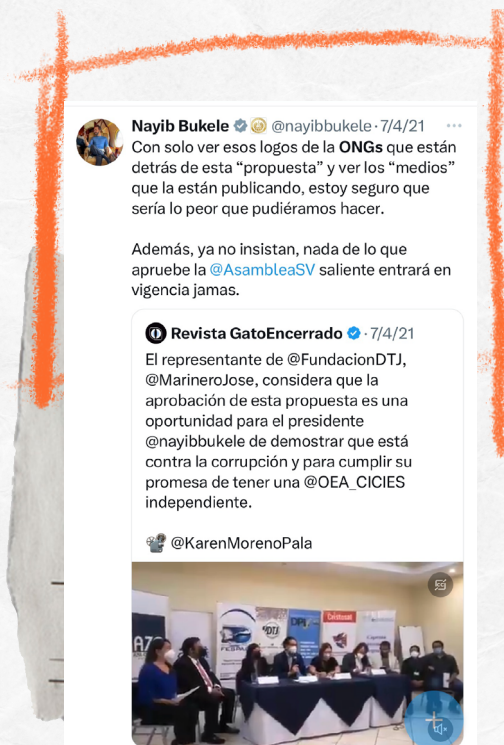 Nayib Bukele @nayibbukele · 7/4/21 ···
Con solo ver esos logos de la ONGs que están
detrás de esta “propuesta” y ver los “medios”
que la están publicando, estoy seguro que
sería lo peor que pudiéramos hacer.
Además, ya no insistan, nada de lo que
apruebe la @AsambleaSV saliente entrará en
vigencia jamas.
Revista GatoEncerrado · 7/4/21
El representante de @FundacionDTJ,
@MarineroJose, considera que la
aprobación de esta propuesta es una
oportunidad para el presidente
@nayibbukele de demostrar que está
contra la corrupción y para cumplir su
promesa de tener una @OEA_CICIES
independiente.
@KarenMorenoPala
DTJ
Cristosal